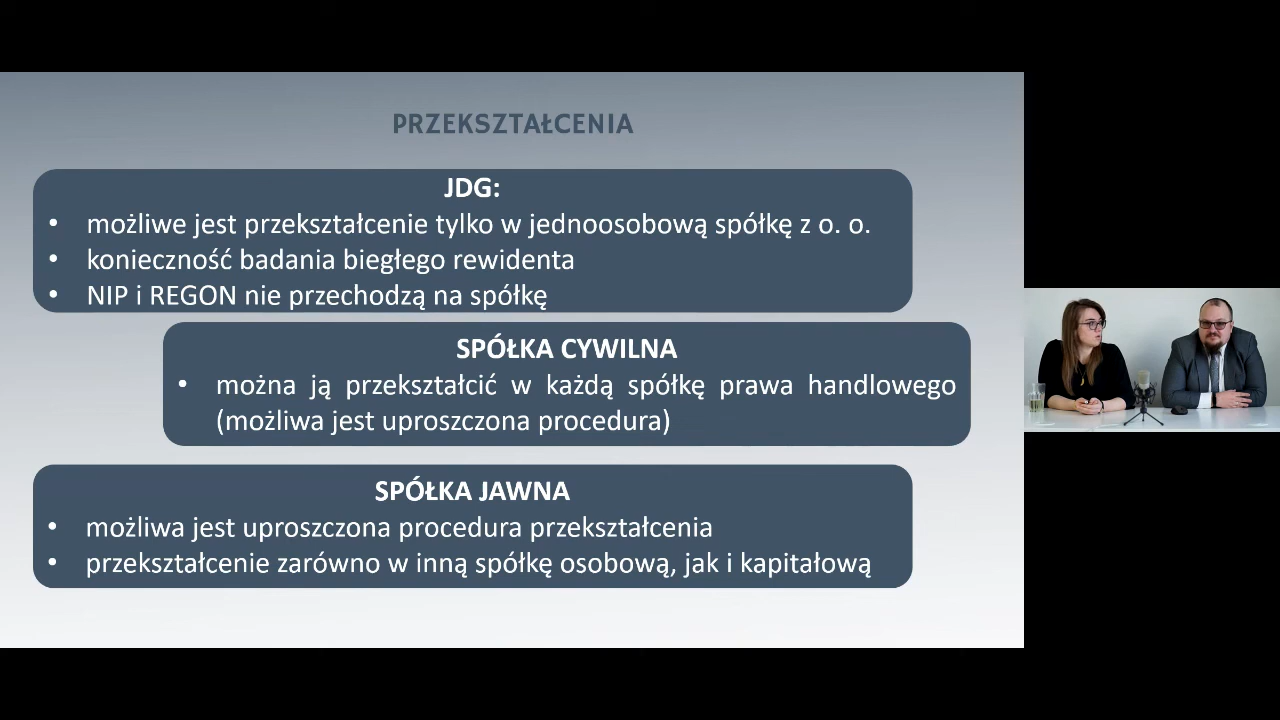 PRZEKSZTAŁCENIA
JDG:
• możliwe jest przekształcenie tylko w jednoosobową spółkę z o. o.
• konieczność badania biegłego rewidenta
• NIP i REGON nie przechodzą na spółkę
SPÓŁKA CYWILNA
• można ją przekształcić w każdą spółkę prawa handlowego
(możliwa jest uproszczona procedura)
SPÓŁKA JAWNA
• możliwa jest uproszczona procedura przekształcenia
• przekształcenie zarówno w inną spółkę osobową, jak i kapitałową